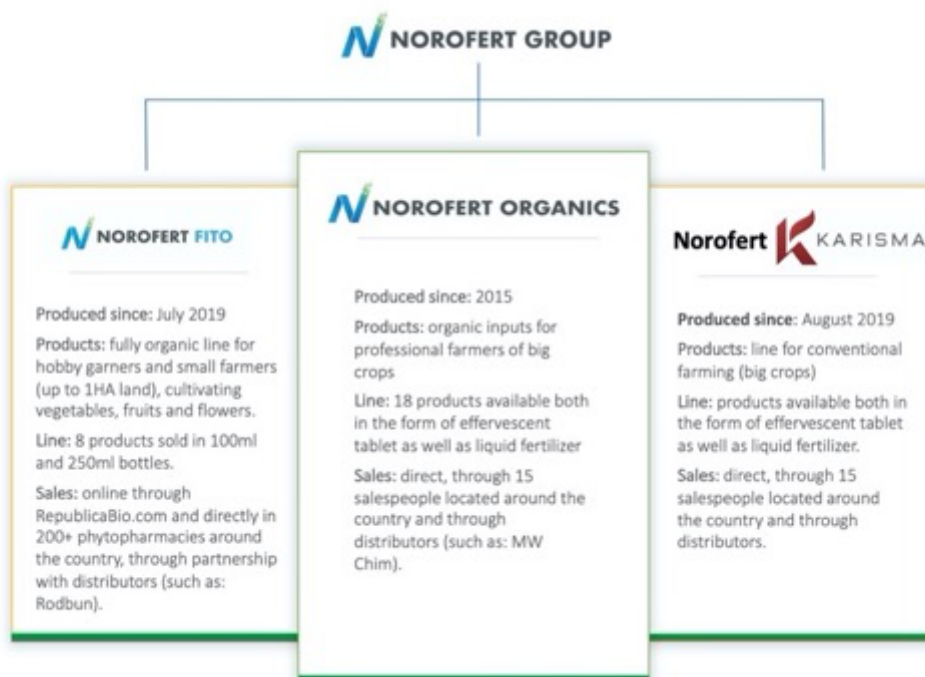 NOROFERT GROUP
NOROFERT FITO
Produced since: July 2019
Products: fully organic line for
hobby garners and small farmers
(up to 1HA land), cultivating
vegetables, fruits and flowers.
Line: 8 products sold in 100ml
and 250ml bottles.
Sales: online through
RepublicaBio.com and directly in
200+ phytopharmacies around
the country, through partnership
with distributors (such as:
Rodbun).
NOROFERT ORGANICS
Produced since: 2015
Products: organic inputs for
professional farmers of big
crops
Line: 18 products available both
in the form of effervescent
tablet as well as liquid fertilizer
Sales: direct, through 15
salespeople located around the
country and through
distributors (such as: MW
Chim).
Norofert KARISMA
Produced since: August 2019
Products: line for conventional
farming (big crops)
Line: products available both in
the form of effervescent tablet
as well as liquid fertilizer.
Sales: direct, through 15
salespeople located around
the country and through
distributors.